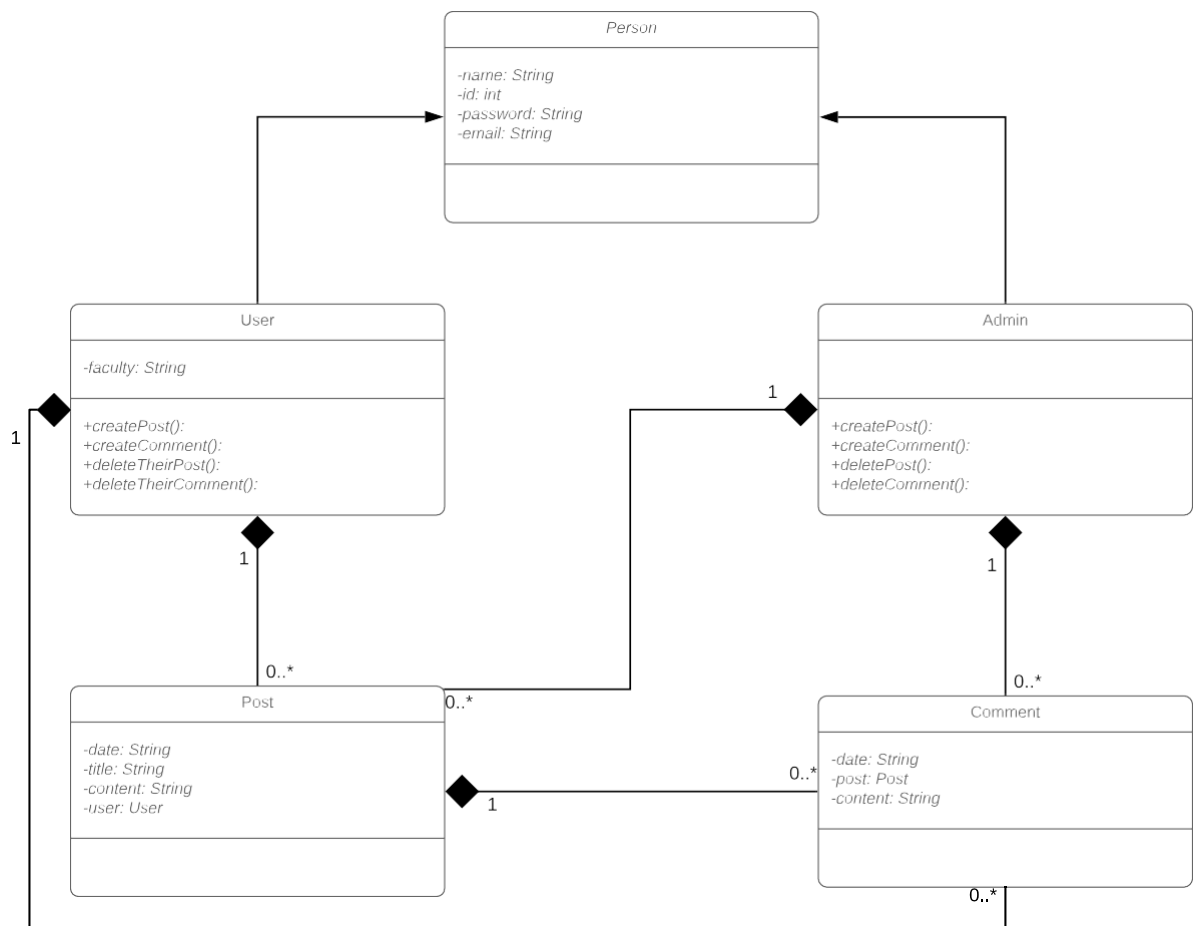 Person
-name: String
-id: int
-password: String
-email: String
User
-faculty: String
+createPost():
+createComment():
+deleteTheirPost():
+deleteTheirComment():
Admin
+createPost():
+createComment():
+deletePost():
+deleteComment():
1
1
1
1
0..*
0..*
0..*
Post
-date: String
-title: String
-content: String
-user: User
1
0..*
Comment
-date: String
-post: Post
-content: String
0..*